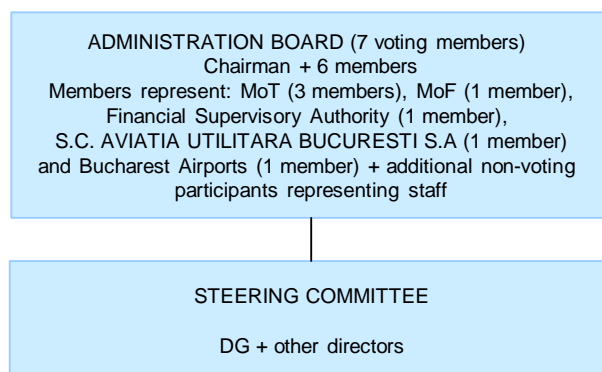 ADMINISTRATION BOARD (7 voting members)
Chairman + 6 members
Members represent: MoT (3 members), MoF (1 member),
Financial Supervisory Authority (1 member),
S.C. AVIATIA UTILITARA BUCURESTI S.A (1 member)
and Bucharest Airports (1 member) + additional non-voting
participants representing staff
STEERING COMMITTEE
DG + other directors